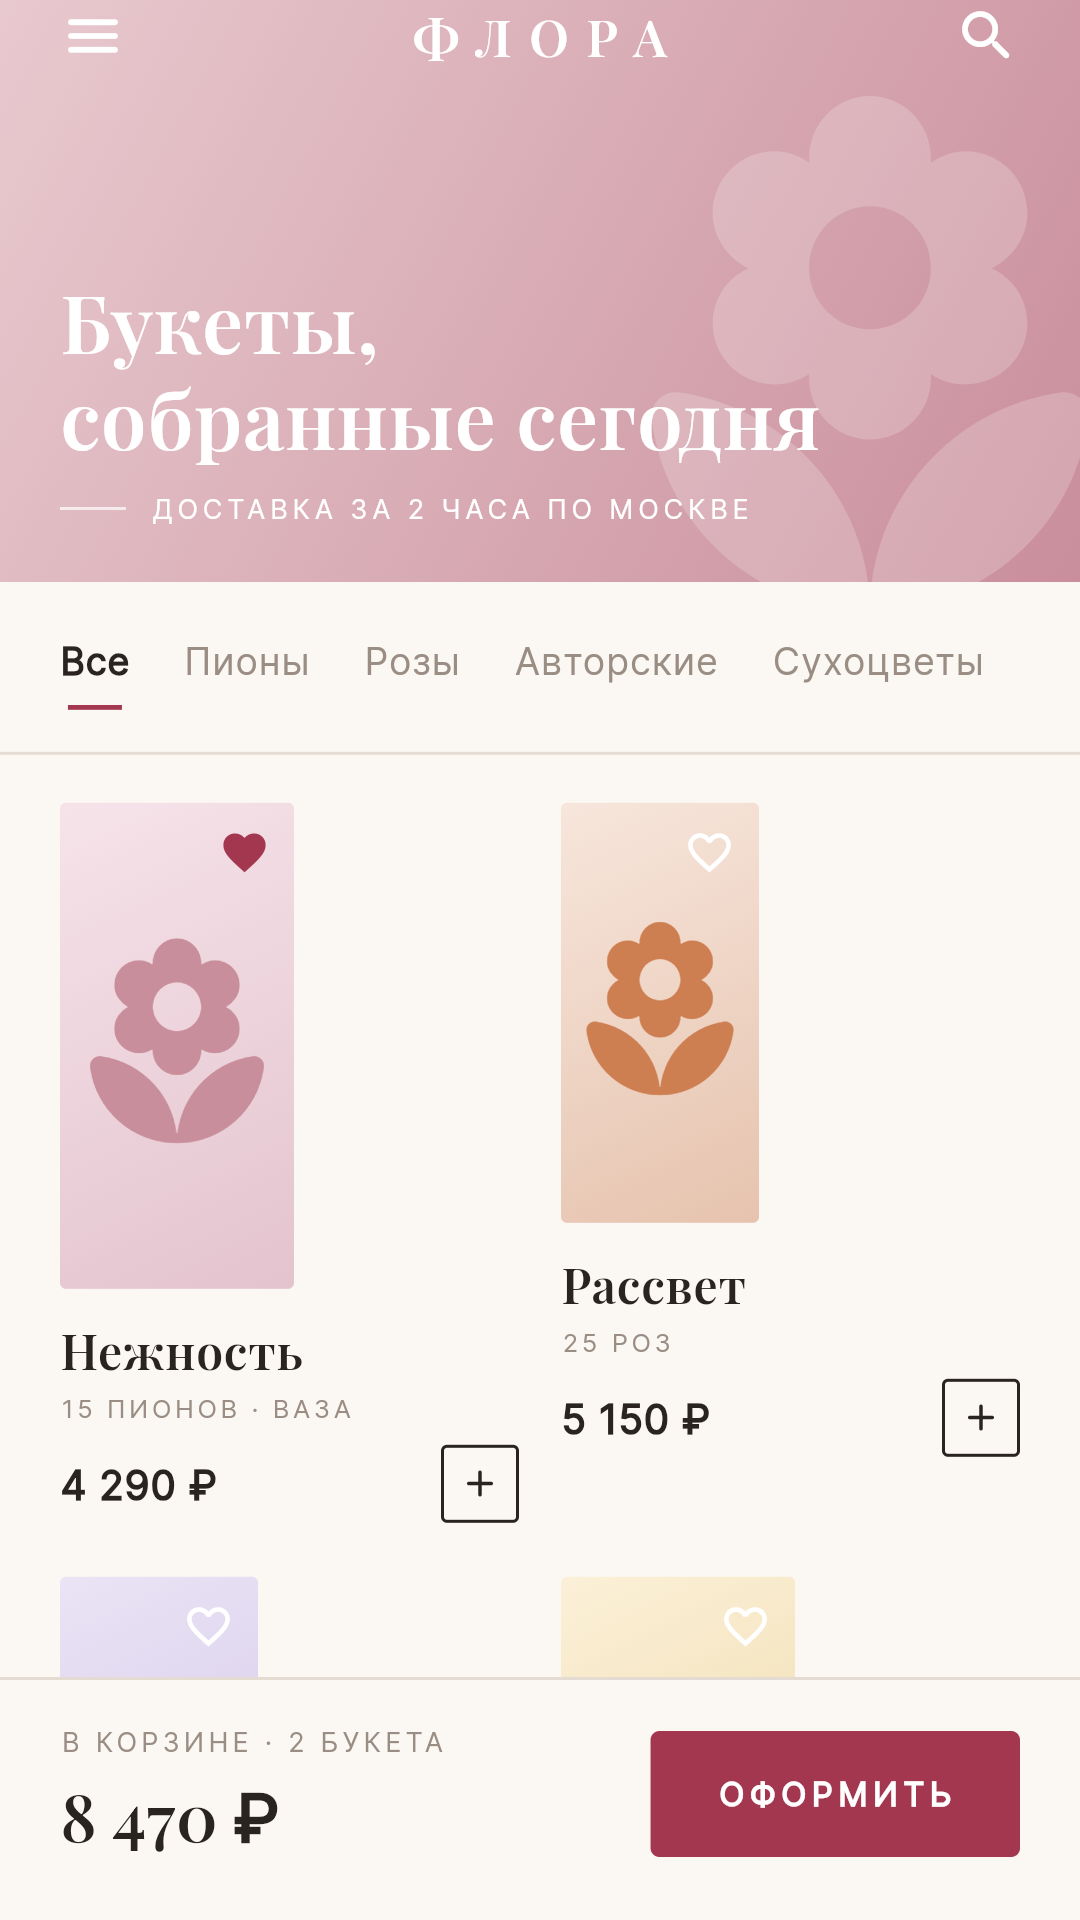 ФЛОРА
Букеты,
собранные сегодня
ДОСТАВКА ЗА 2 ЧАСА ПО МОСКВЕ
Все Пионы Розы Авторские Сухоцветы
Нежность
15 ПИОНОВ · ВАЗА
4 290 ₽
Рассвет
25 РОЗ
5 150 ₽
В КОРЗИНЕ · 2 БУКЕТА
8 470 ₽
ОФОРМИТЬ